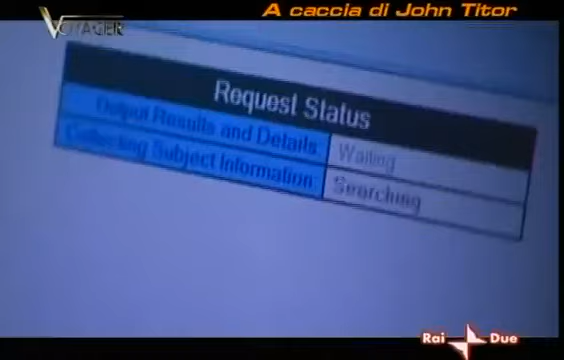 VOYAGER
A caccia di John Titor
Request Status
Output Results and Details:
Waiting
Collecting Subject Information:
Searching
Rai Due